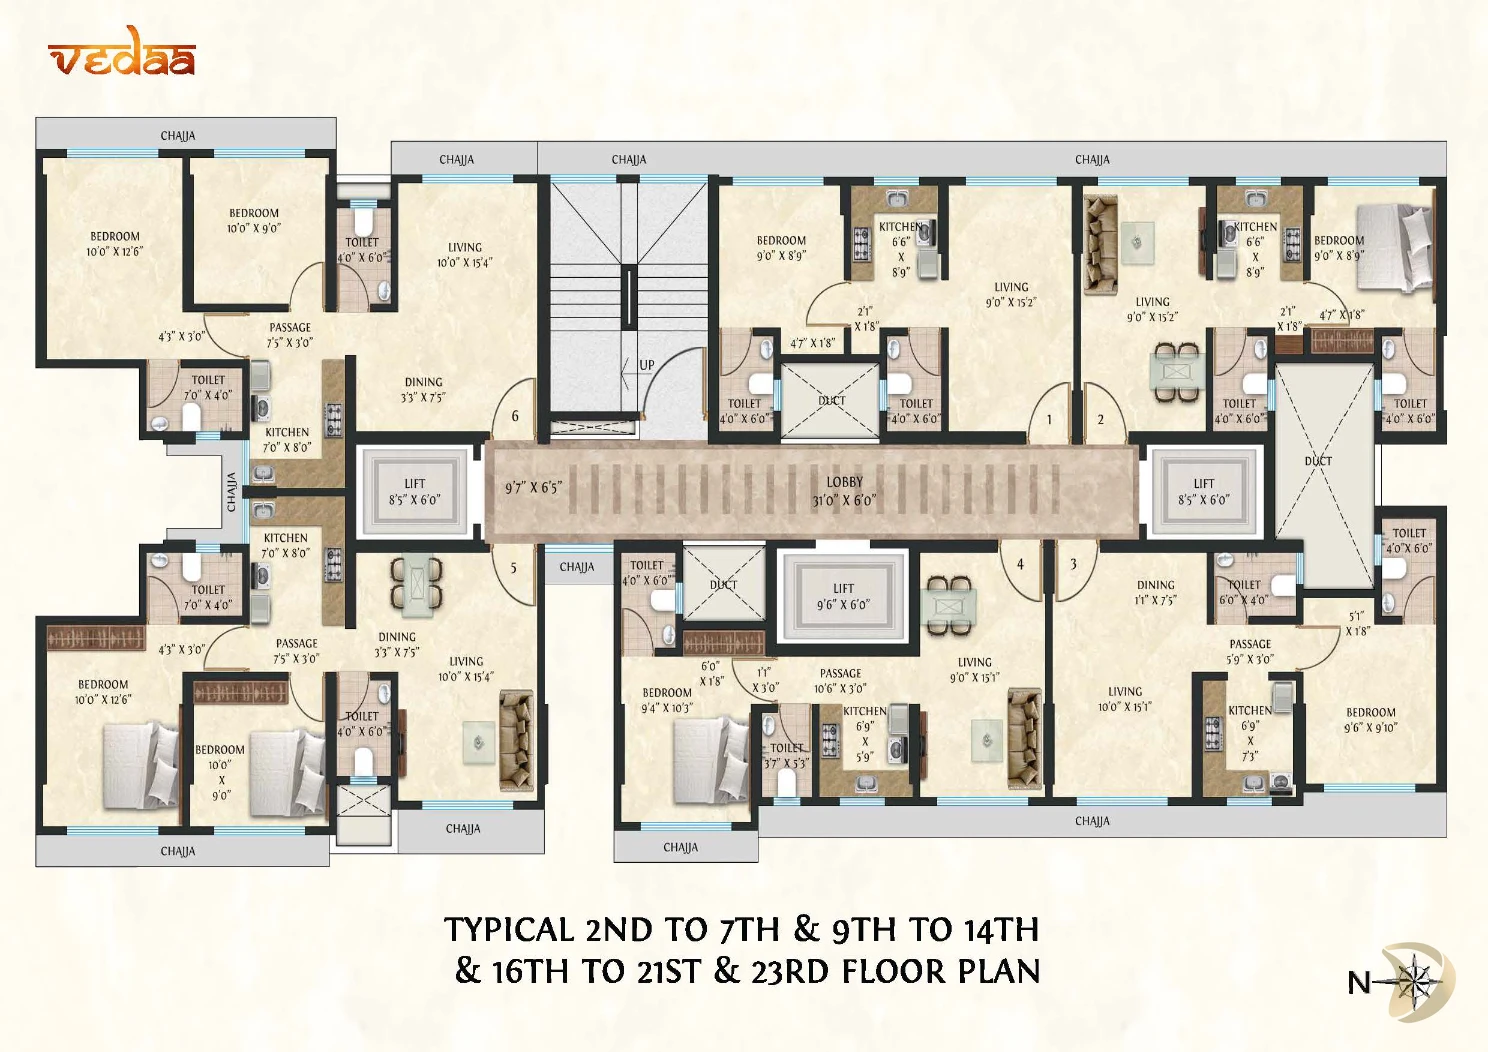 vedaa
CHAJJA
CHAJJA
CHAJJA
CHAJJA
BEDROOM
10'0" X 12'6"
BEDROOM
10'0" X 9'0"
TOILET
4'0" X 6'0"
LIVING
10'0" X 15'4"
4'3" X 3'0"
PASSAGE
7'5" X 3'0"
TOILET
7'0" X 4'0"
KITCHEN
7'0" X 8'0"
DINING
3'3" X 7'5"
6
UP
BEDROOM
9'0" X 8'9"
KITCHEN
6'6"
X
8'9"
2'1"
X 1'8"
4'7" X 1'8"
TOILET
4'0" X 6'0"
DUCT
TOILET
4'0" X 6'0"
LIVING
9'0" X 15'2"
1
LIVING
9'0" X 15'2"
2
KITCHEN
6'6"
X
8'9"
BEDROOM
9'0" X 8'9"
2'1"
X 1'8"
4'7" X 1'8"
TOILET
4'0" X 6'0"
TOILET
4'0" X 6'0"
DUCT
CHAJJA
LIFT
8'5" X 6'0"
9'7" X 6'5"
LOBBY
31'0" X 6'0"
LIFT
8'5" X 6'0"
KITCHEN
7'0" X 8'0"
TOILET
7'0" X 4'0"
4'3" X 3'0"
PASSAGE
7'5" X 3'0"
DINING
3'3" X 7'5"
5
CHAJJA
LIVING
10'0" X 15'4"
BEDROOM
10'0" X 12'6"
BEDROOM
10'0"
X
9'0"
TOILET
4'0" X 6'0"
CHAJJA
CHAJJA
TOILET
4'0" X 6'0"
DUCT
LIFT
9'6" X 6'0"
4
6'0"
X 1'8"
1'1"
X 3'0"
PASSAGE
10'6" X 3'0"
LIVING
9'0" X 15'1"
BEDROOM
9'4" X 10'3"
TOILET
3'7" X 5'3"
KITCHEN
6'9"
X
5'9"
CHAJJA
3
DINING
1'1" X 7'5"
TOILET
6'0" X 4'0"
TOILET
4'0" X 6'0"
5'1"
X 1'8"
PASSAGE
5'9" X 3'0"
LIVING
10'0" X 15'1"
KITCHEN
6'9"
X
7'3"
BEDROOM
9'6" X 9'10"
CHAJJA
TYPICAL 2ND TO 7TH & 9TH TO 14TH
& 16TH TO 21ST & 23RD FLOOR PLAN
N